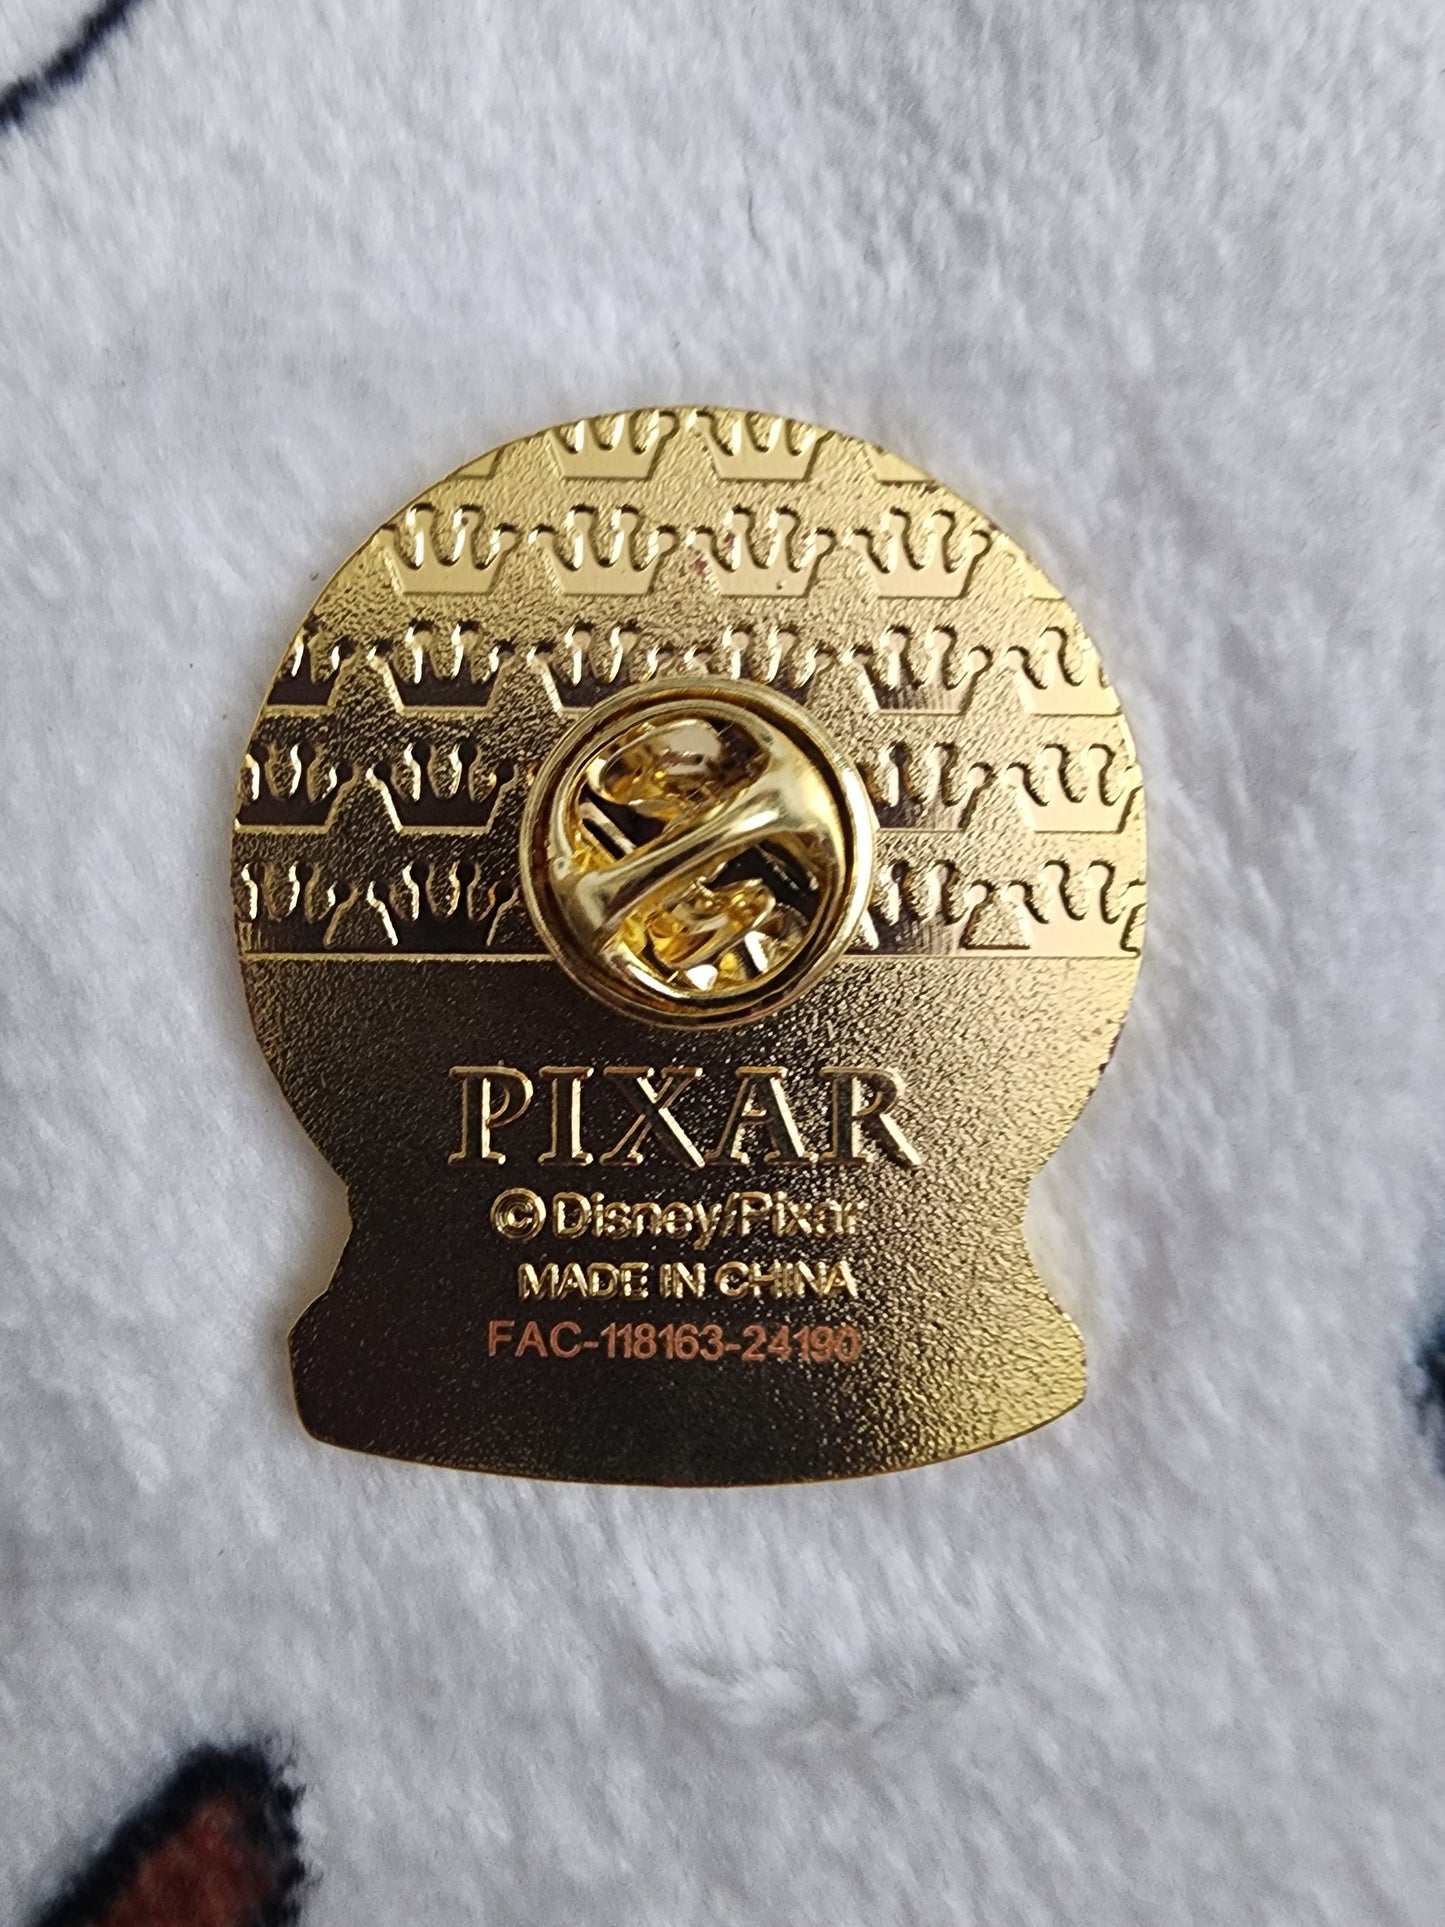 PIXAR
©Disney/Pixar
MADE IN CHINA
FAC-118163-24190